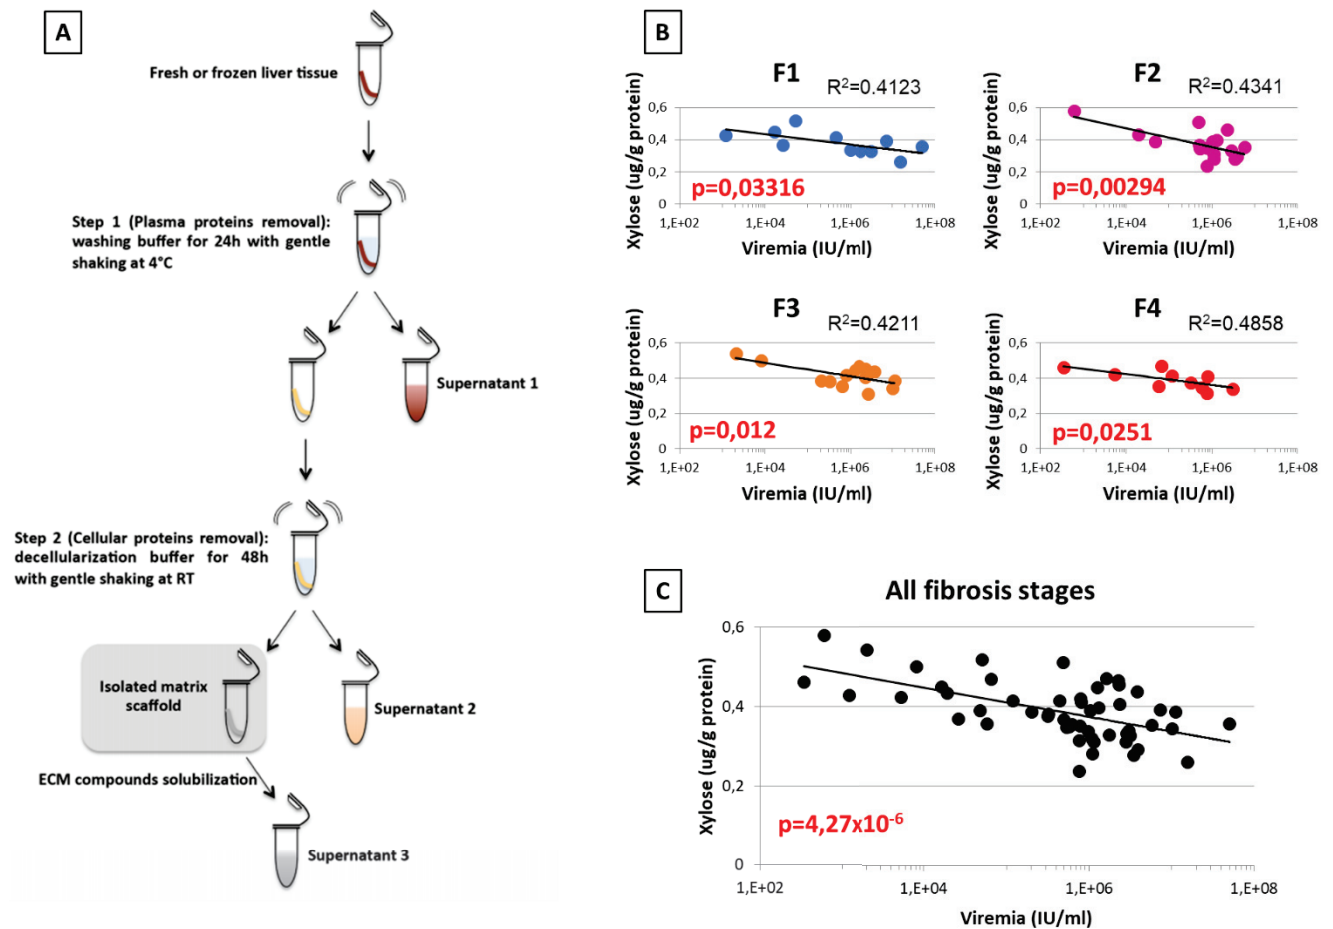 A
Fresh or frozen liver tissue
Step 1 (Plasma proteins removal):
washing buffer for 24h with gentle
shaking at 4°C
Supernatant 1
Step 2 (Cellular proteins removal):
decellularization buffer for 48h
with gentle shaking at RT
Isolated matrix
scaffold
Supernatant 2
ECM compounds solubilization
Supernatant 3
B
F1
R²=0.4123
Xylose (ug/g protein)
0,6
0,4
0,2
0
p=0,03316
1,E+02 1,E+04 1,E+06 1,E+08
Viremia (IU/ml)
F2
R²=0.4341
Xylose (ug/g protein)
0,6
0,4
0,2
0
p=0,00294
1,E+02 1,E+04 1,E+06 1,E+08
Viremia (IU/ml)
F3
R²=0.4211
Xylose (ug/g protein)
0,6
0,4
0,2
0
p=0,012
1,E+02 1,E+04 1,E+06 1,E+08
Viremia (IU/ml)
F4
R²=0.4858
Xylose (ug/g protein)
0,6
0,4
0,2
0
p=0,0251
1,E+02 1,E+04 1,E+06 1,E+08
Viremia (IU/ml)
C
All fibrosis stages
Xylose (ug/g protein)
0,6
0,4
0,2
0
p=4,27x10⁻⁶
1,E+02 1,E+04 1,E+06 1,E+08
Viremia (IU/ml)